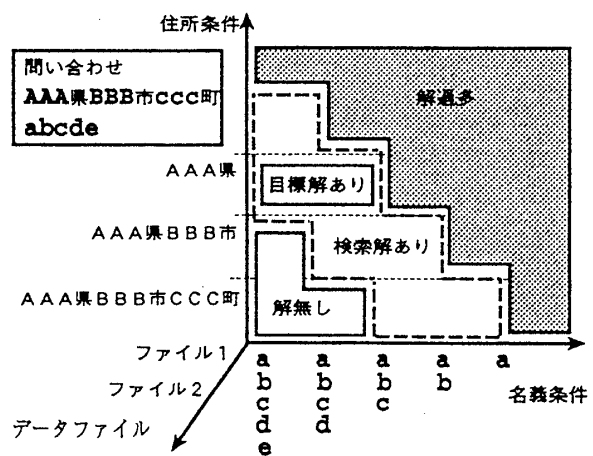 住所条件
問い合わせ
AAA県BBB市ccc町
abcde
解過多
AAA県
目標解あり
AAA県BBB市
検索解あり
AAA県BBB市CCC町
解無し
ファイル1
ファイル2
データファイル
abcde
abcd
abc
ab
a
名義条件